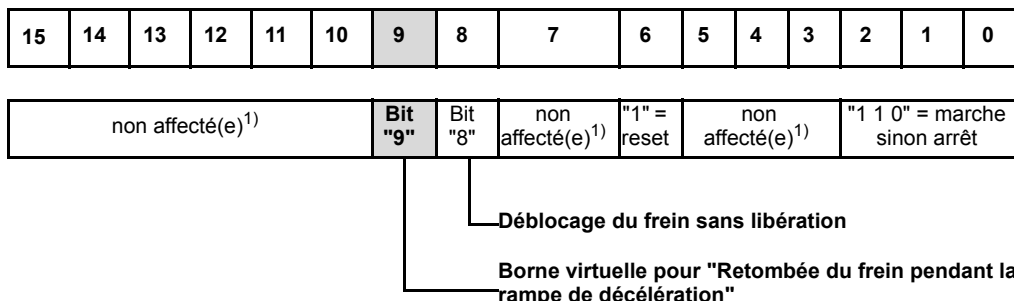 15 14 13 12 11 10 9 8 7 6 5 4 3 2 1 0
non affecté(e)1) Bit "9" Bit "8" non affecté(e)1) "1" = reset non affecté(e)1) "1 1 0" = marche sinon arrêt
Déblocage du frein sans libération
Borne virtuelle pour "Retombée du frein pendant la
rampe de décélération"